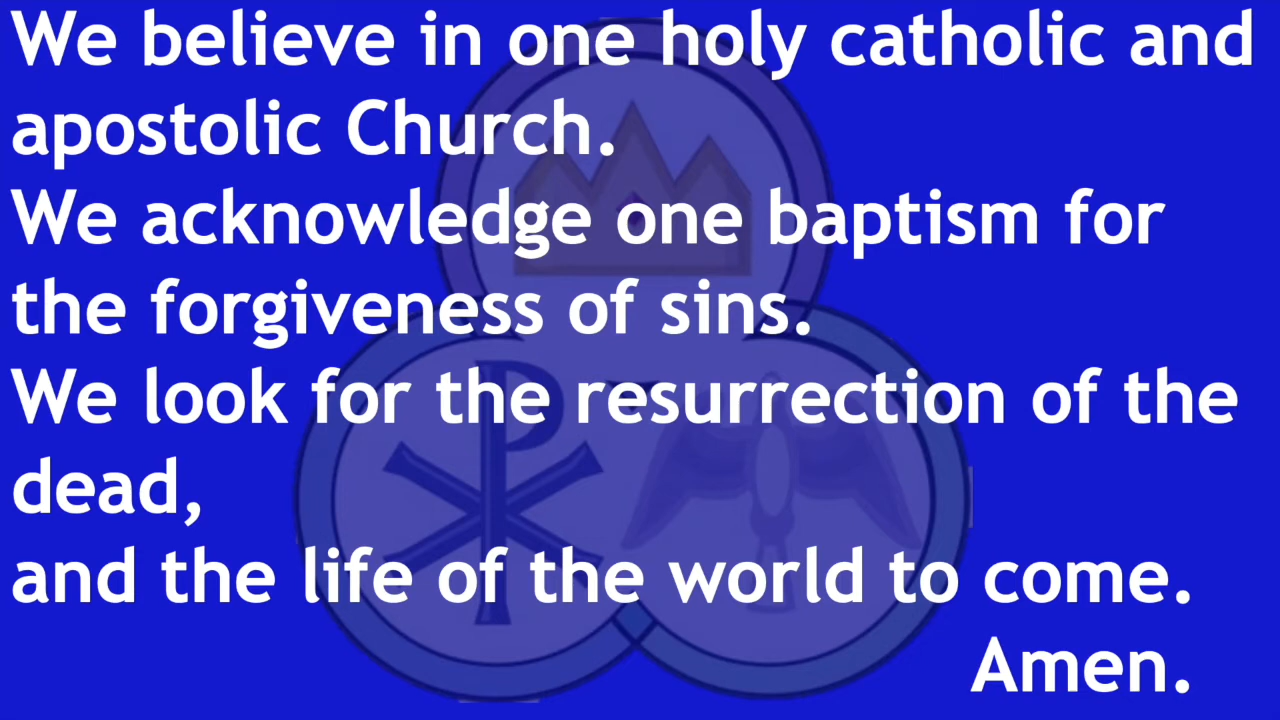 We believe in one holy catholic and
apostolic Church.
We acknowledge one baptism for
the forgiveness of sins.
We look for the resurrection of the
dead,
and the life of the world to come.
Amen.